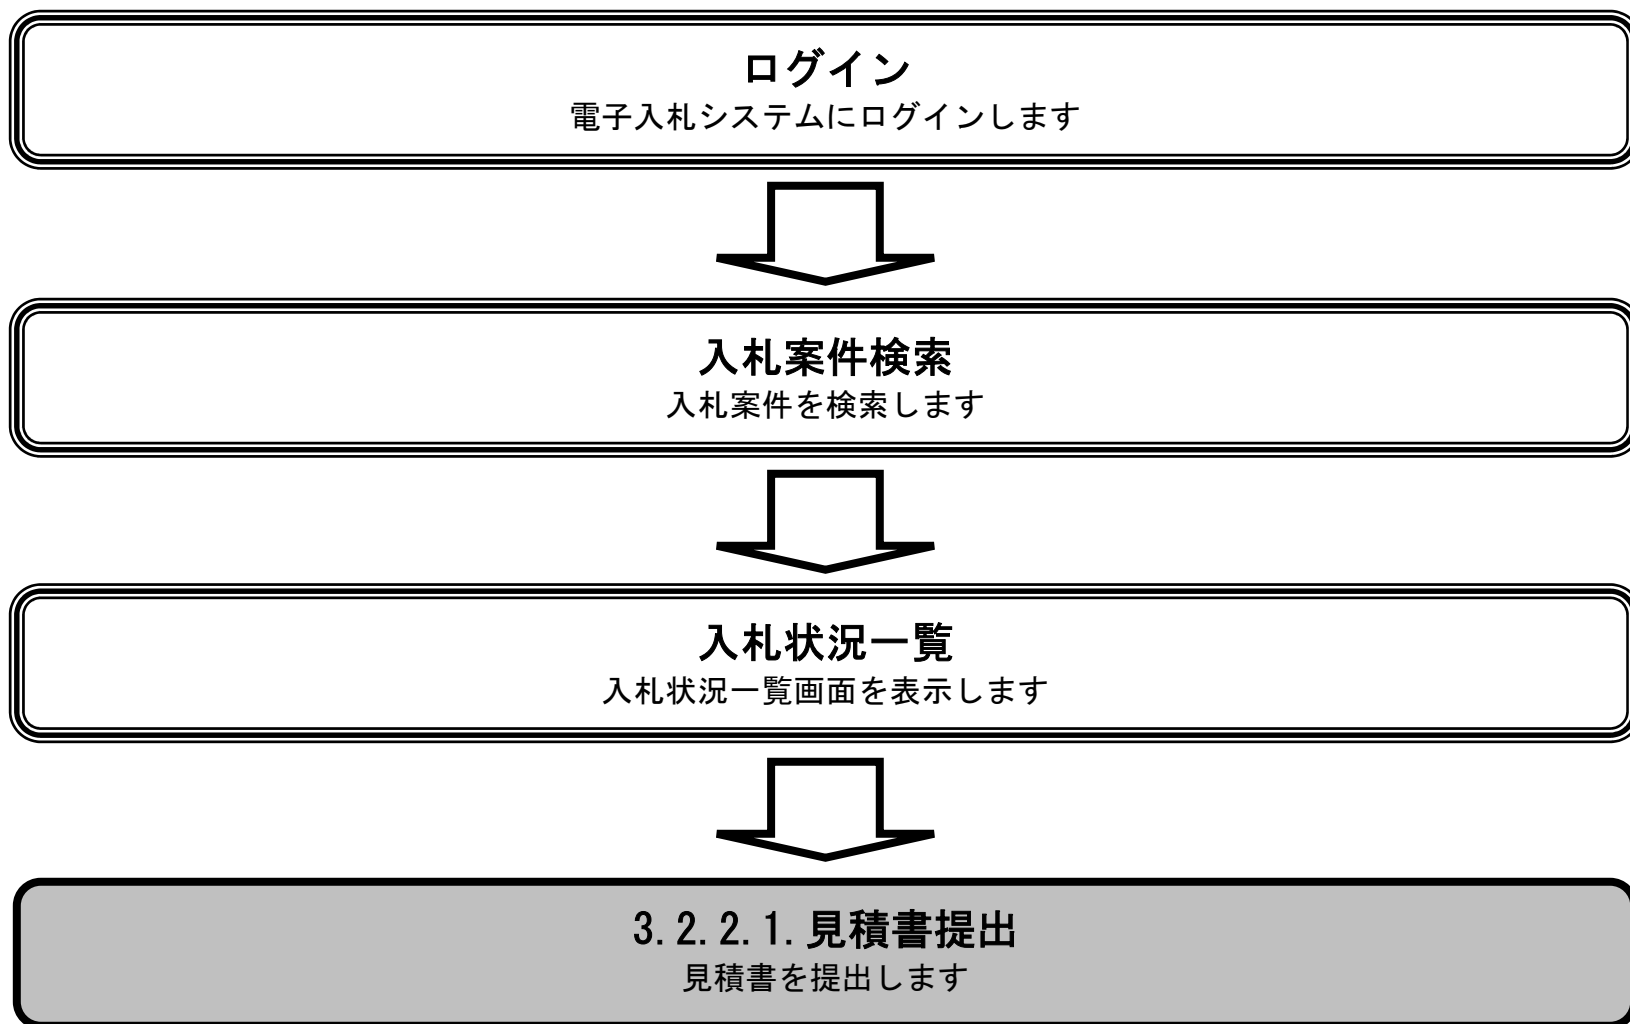 ログイン
電子入札システムにログインします
入札案件検索
入札案件を検索します
入札状況一覧
入札状況一覧画面を表示します
3.2.2.1.見積書提出
見積書を提出します